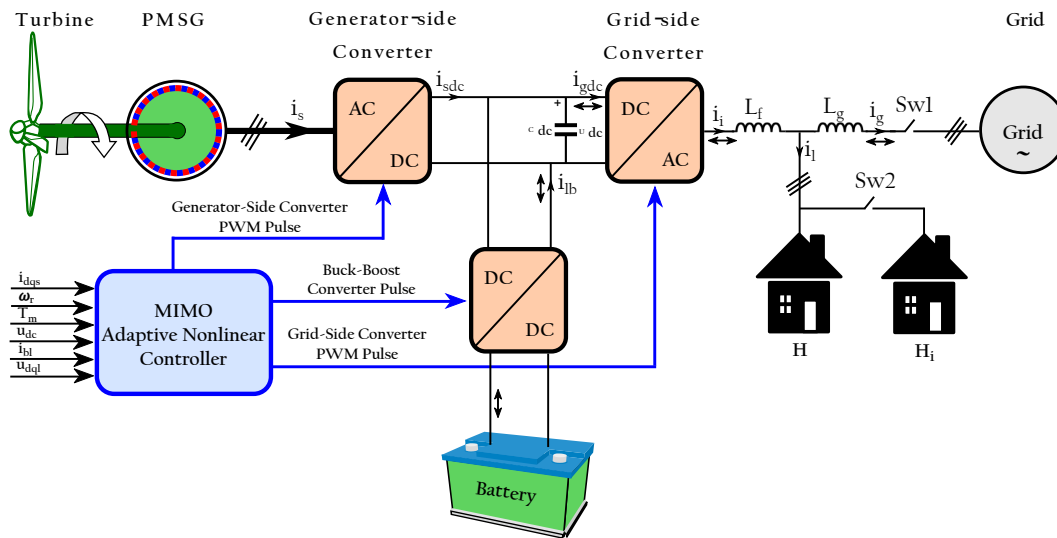 Turbine
PMSG
Generator-side
Converter
Grid-side
Converter
Grid
i_s
AC
DC
i_sdc
+
C dc
U dc
i_gdc
DC
AC
i_i
L_f
L_g
i_g
Sw1
Grid
~
i_l
Sw2
i_lb
Generator-Side Converter
PWM Pulse
i_dqs
ω_r
T_m
u_dc
i_bl
u_dql
MIMO
Adaptive Nonlinear
Controller
Buck-Boost
Converter Pulse
Grid-Side Converter
PWM Pulse
DC
DC
H
H_i
Battery